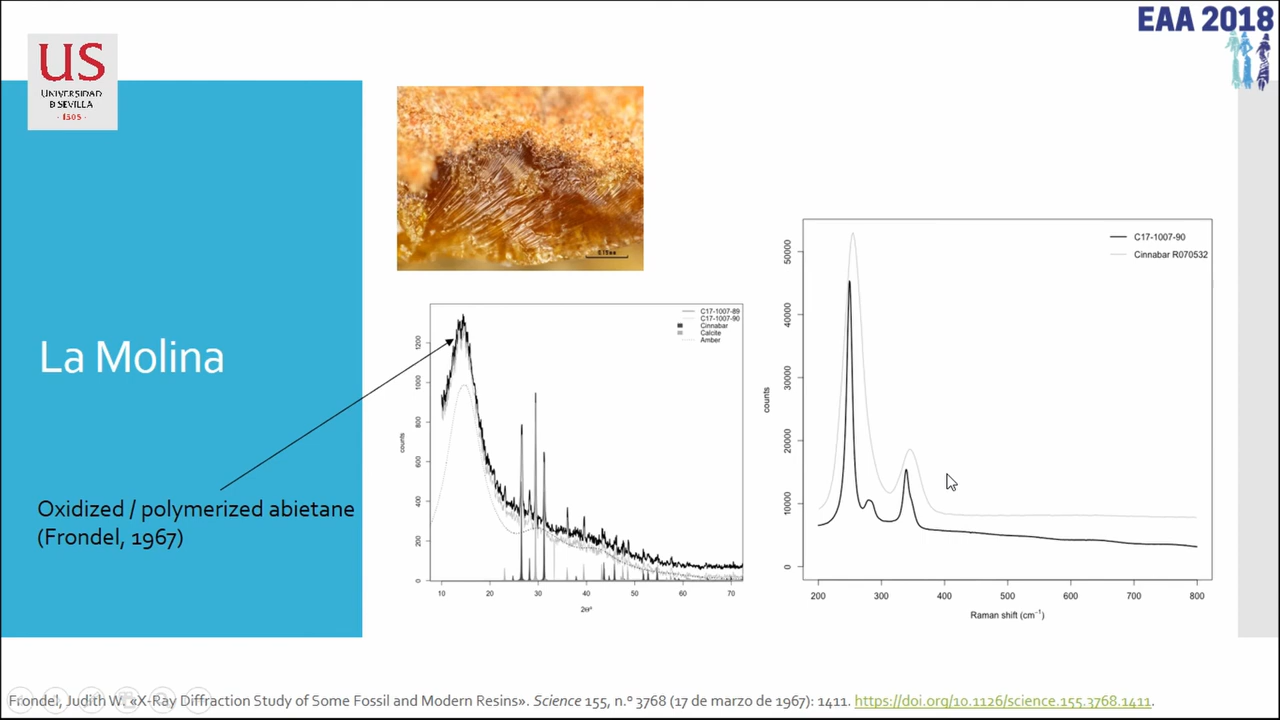 EAA 2018
US
UNIVERSIDAD
D SEVILLA
· 1505 ·
La Molina
Oxidized / polymerized abietane
(Frondel, 1967)
0.15mm
C17-1007-89
C17-1007-90
Cinnabar
Calcite
Amber
counts
1200
1000
800
600
400
200
0
10 20 30 40 50 60 70
2θº
C17-1007-90
Cinnabar R070532
counts
50000
40000
30000
20000
10000
0
200 300 400 500 600 700 800
Raman shift (cm⁻¹)
Frondel, Judith W. «X-Ray Diffraction Study of Some Fossil and Modern Resins». Science 155, n.º 3768 (17 de marzo de 1967): 1411. https://doi.org/10.1126/science.155.3768.1411.